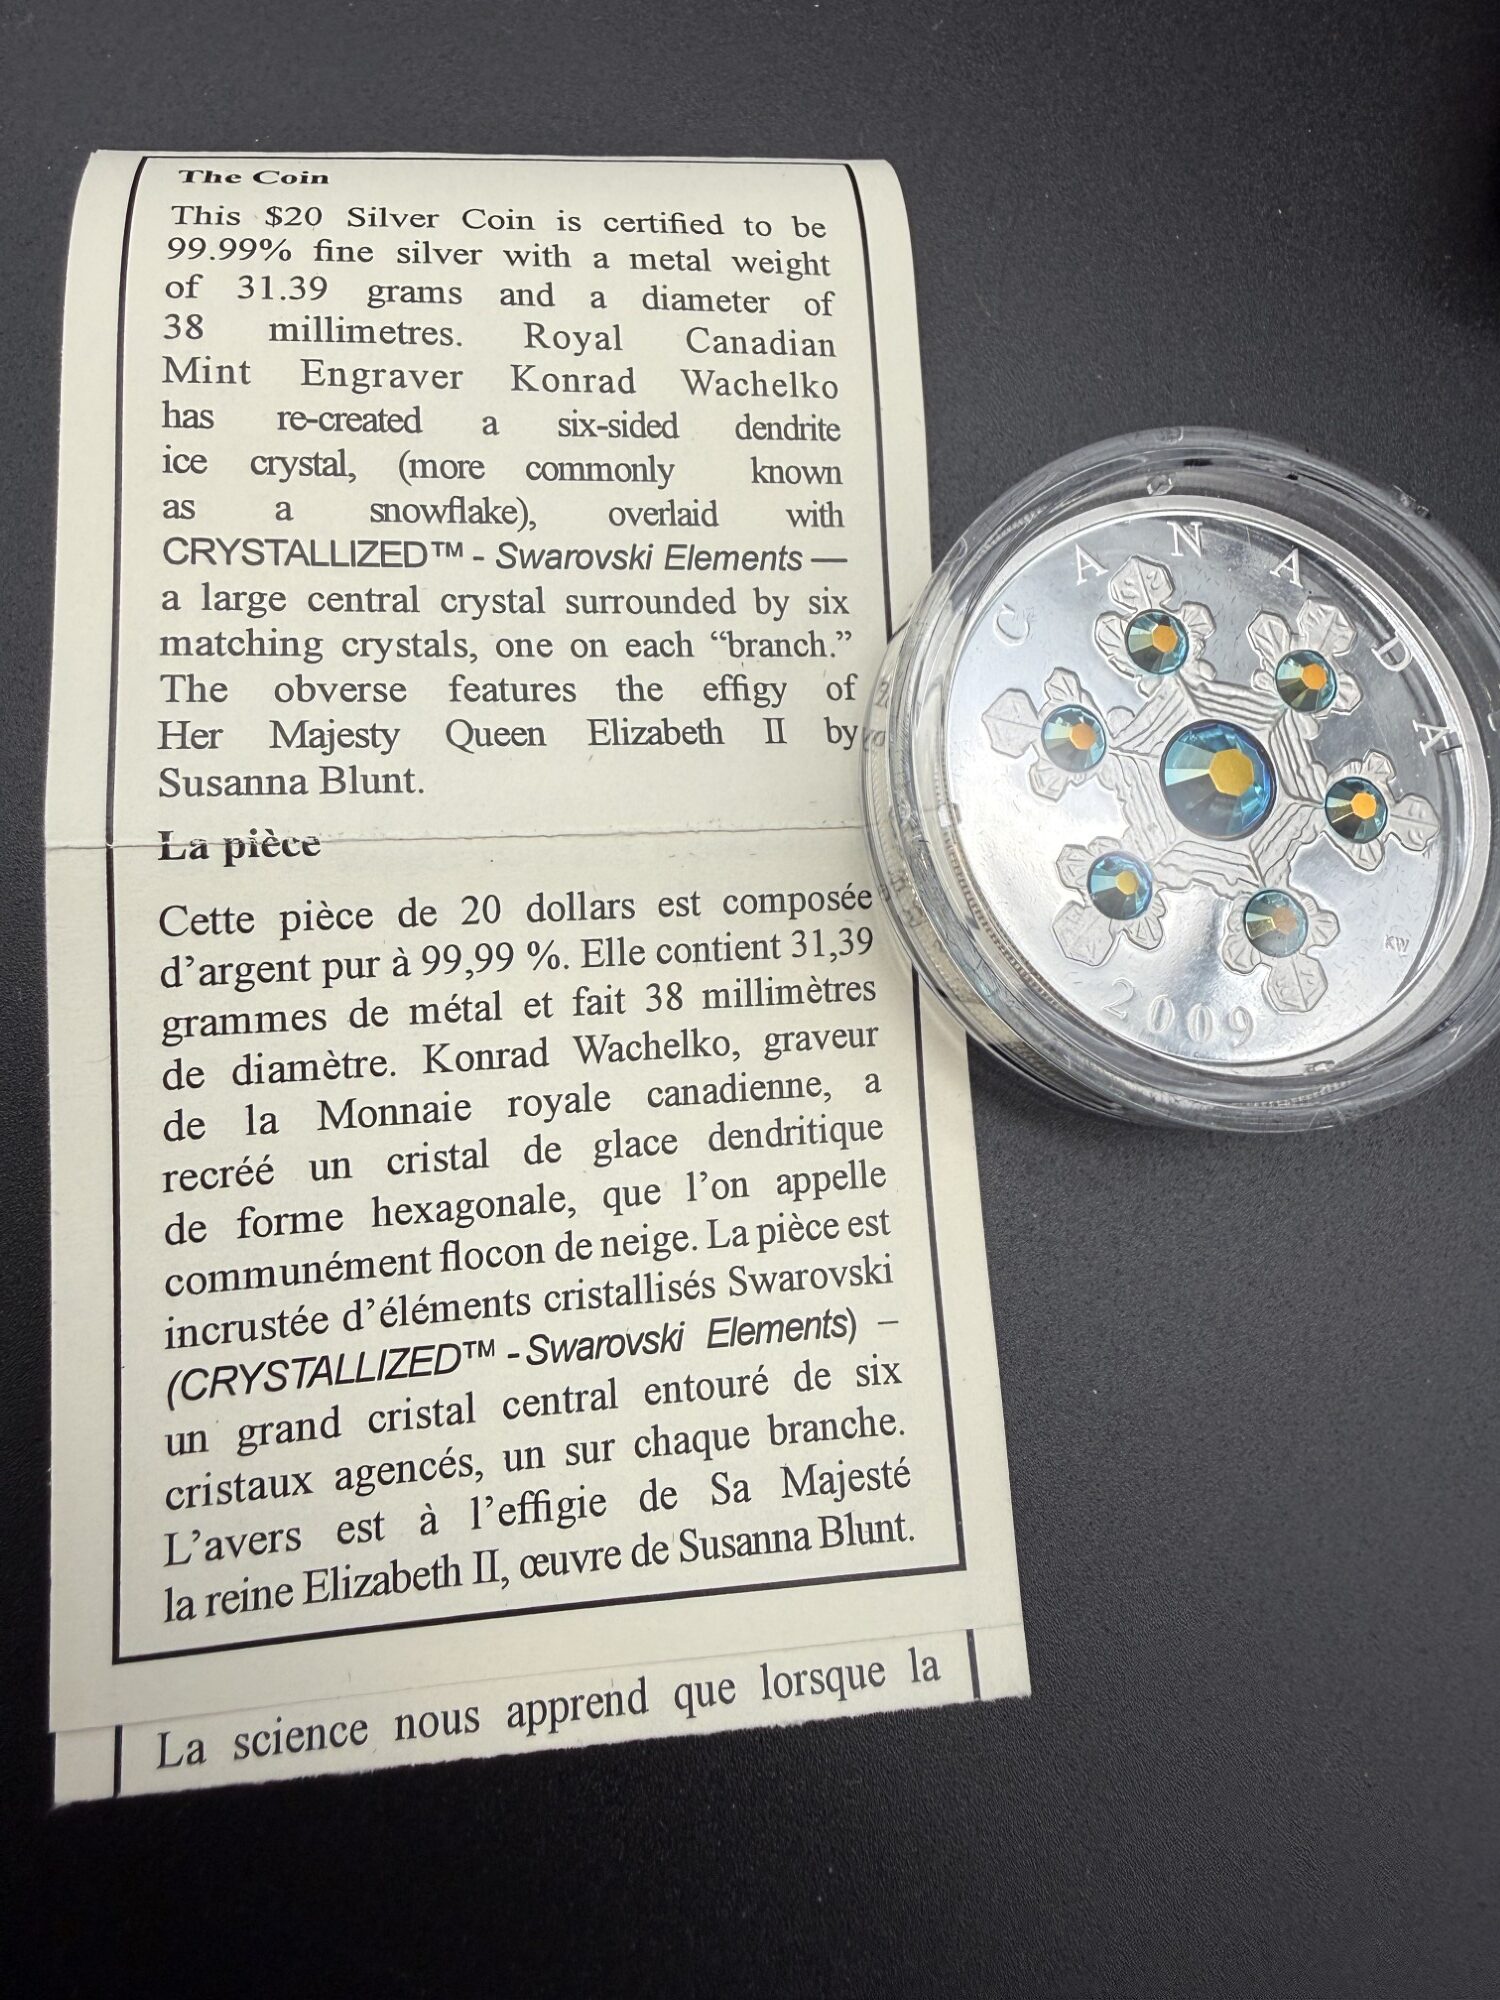 The Coin
This $20 Silver Coin is certified to be
99.99% fine silver with a metal weight
of 31.39 grams and a diameter of
38 millimetres. Royal Canadian
Mint Engraver Konrad Wachelko
has re-created a six-sided dendrite
ice crystal, (more commonly known
as a snowflake), overlaid with
CRYSTALLIZED™ - Swarovski Elements —
a large central crystal surrounded by six
matching crystals, one on each “branch.”
The obverse features the effigy of
Her Majesty Queen Elizabeth II by
Susanna Blunt.
La pièce
Cette pièce de 20 dollars est composée
d’argent pur à 99,99 %. Elle contient 31,39
grammes de métal et fait 38 millimètres
de diamètre. Konrad Wachelko, graveur
de la Monnaie royale canadienne, a
recréé un cristal de glace dendritique
de forme hexagonale, que l’on appelle
communément flocon de neige. La pièce est
incrustée d’éléments cristallisés Swarovski
(CRYSTALLIZED™ - Swarovski Elements) –
un grand cristal central entouré de six
cristaux agencés, un sur chaque branche.
L’avers est à l’effigie de Sa Majesté
la reine Elizabeth II, œuvre de Susanna Blunt.
La science nous apprend que lorsque la
CANADA
KW
2009